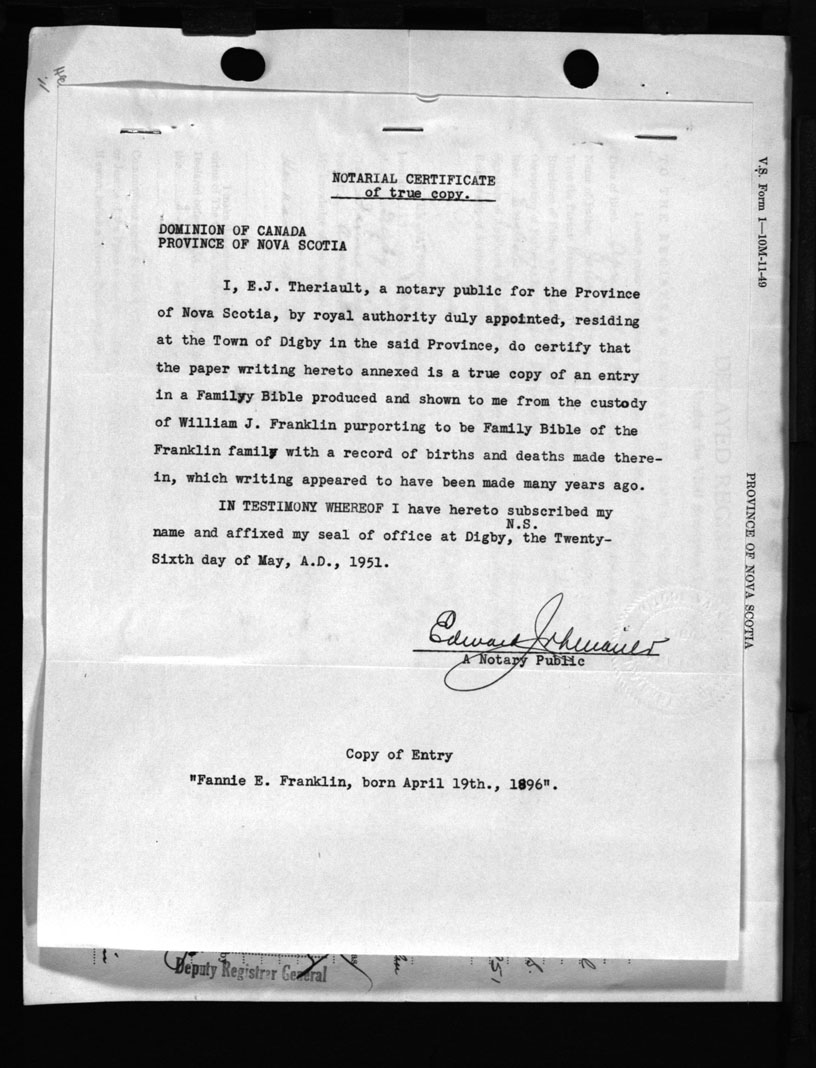 NOTARIAL CERTIFICATE
of true copy.
DOMINION OF CANADA
PROVINCE OF NOVA SCOTIA
I, E.J. Theriault, a notary public for the Province
of Nova Scotia, by royal authority duly appointed, residing
at the Town of Digby in the said Province, do certify that
the paper writing hereto annexed is a true copy of an entry
in a Familyy Bible produced and shown to me from the custody
of William J. Franklin purporting to be Family Bible of the
Franklin family with a record of births and deaths made there-
in, which writing appeared to have been made many years ago.
IN TESTIMONY WHEREOF I have hereto subscribed my
N.S.
name and affixed my seal of office at Digby, the Twenty-
Sixth day of May, A.D., 1951.
A Notary Public
Copy of Entry
"Fannie E. Franklin, born April 19th., 1896".
Deputy Registrar General
V.S. Form 1—10M-11-49
PROVINCE OF NOVA SCOTIA